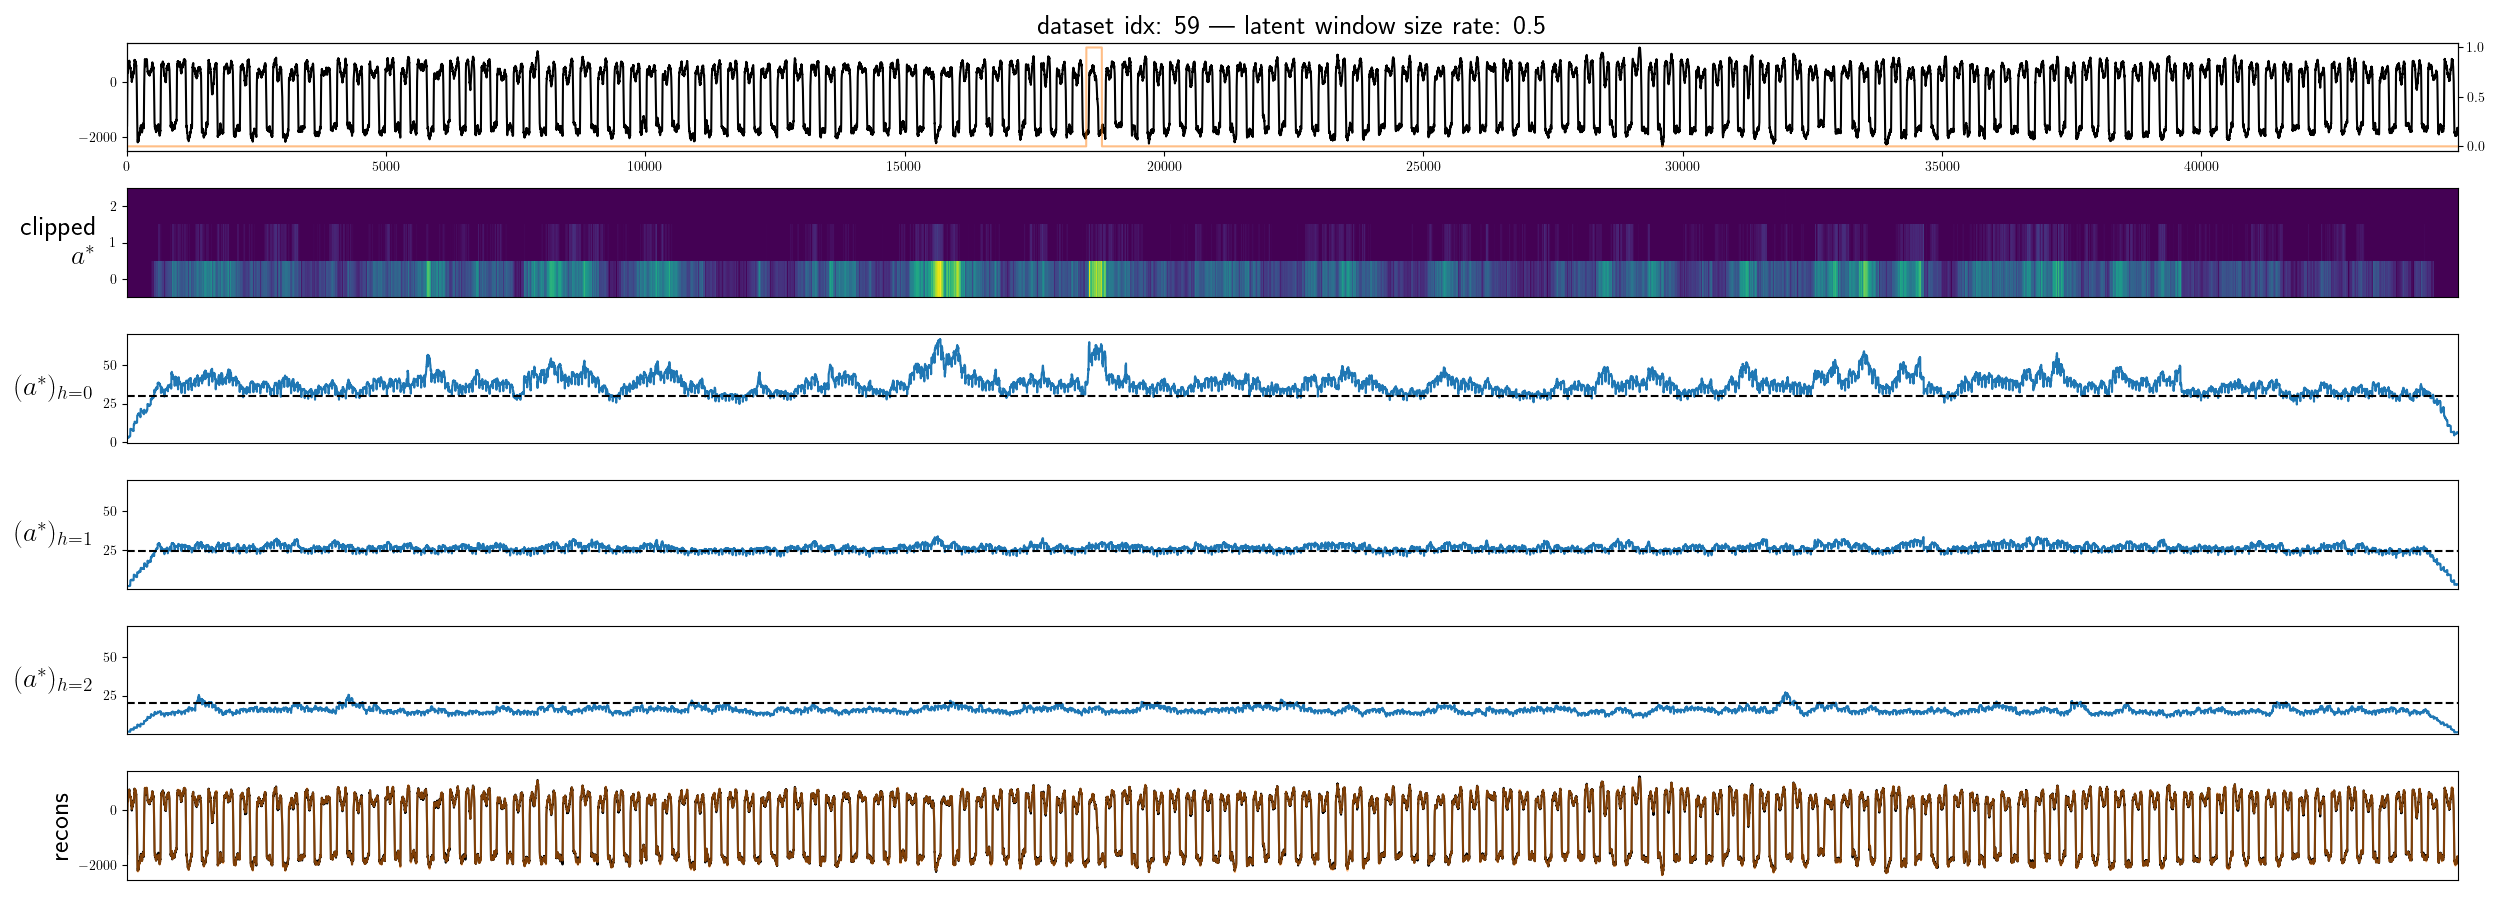 dataset idx: 59 — latent window size rate: 0.5
0
−2000
1.0
0.5
0.0
0 5000 10000 15000 20000 25000 30000 35000 40000
clipped
a*
2
1
0
(a*)h=0
50
25
0
(a*)h=1
50
25
(a*)h=2
50
25
recons
0
−2000